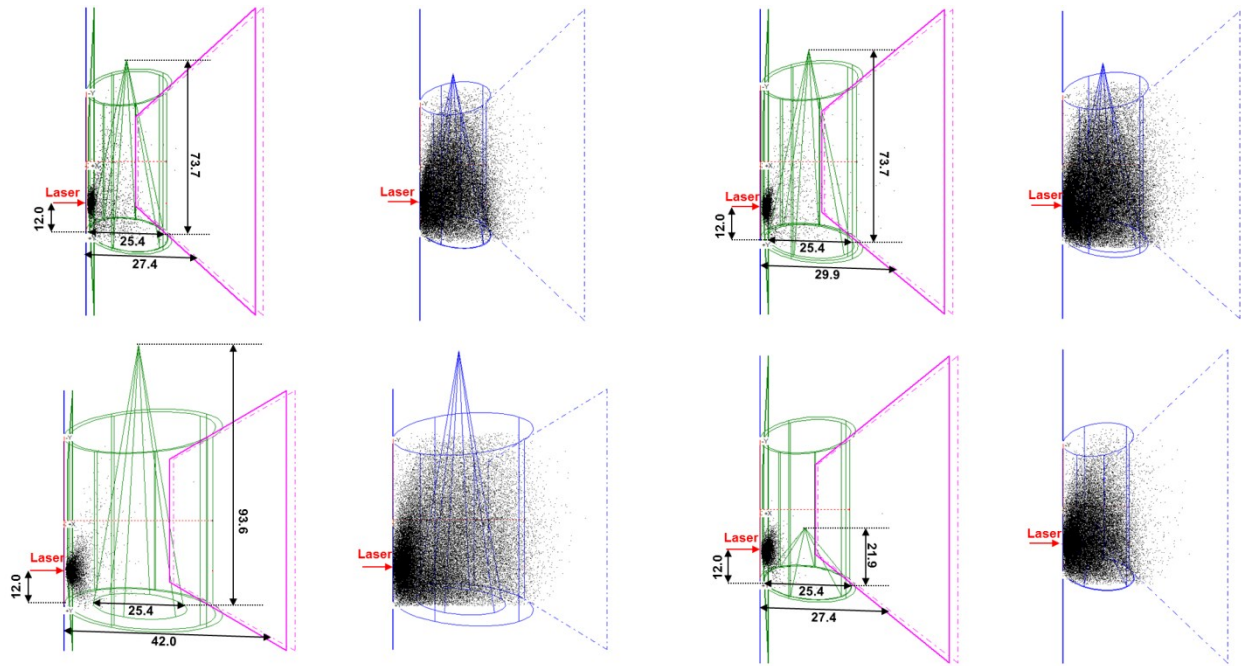 +Y
+X
+Y
Laser
12.0
73.7
25.4
27.4
+Y
Laser
+Y
+Y
+X
+Y
Laser
12.0
73.7
25.4
29.9
+Y
Laser
+Y
+Y
+X
+Y
Laser
12.0
93.6
25.4
42.0
+Y
Laser
+Y
+Y
+X
Laser
12.0
21.9
25.4
27.4
+Y
Laser
+Y